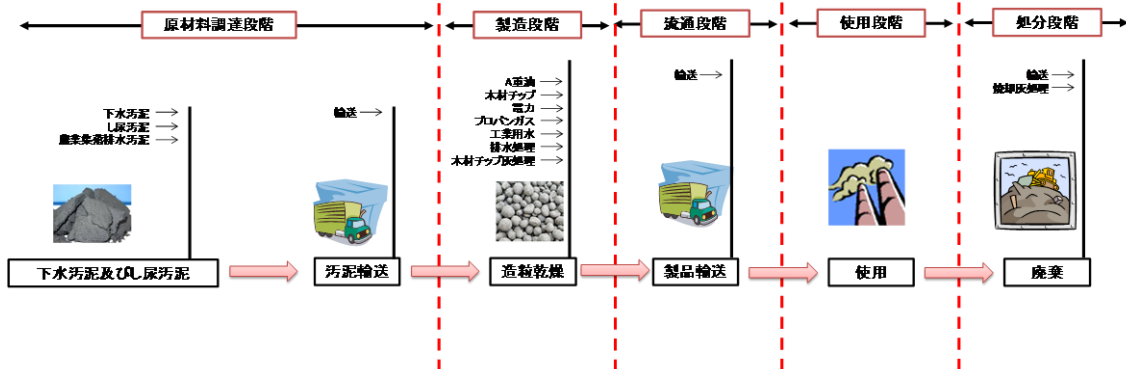 原材料調達段階
製造段階
流通段階
使用段階
処分段階
下水汚泥
し尿汚泥
農業集落排水汚泥
輸送
A重油
木材チップ
電力
プロパンガス
工業用水
排水処理
木材チップ灰処理
輸送
輸送
焼却灰処理
下水汚泥及びし尿汚泥
汚泥輸送
造粒乾燥
製品輸送
使用
廃棄